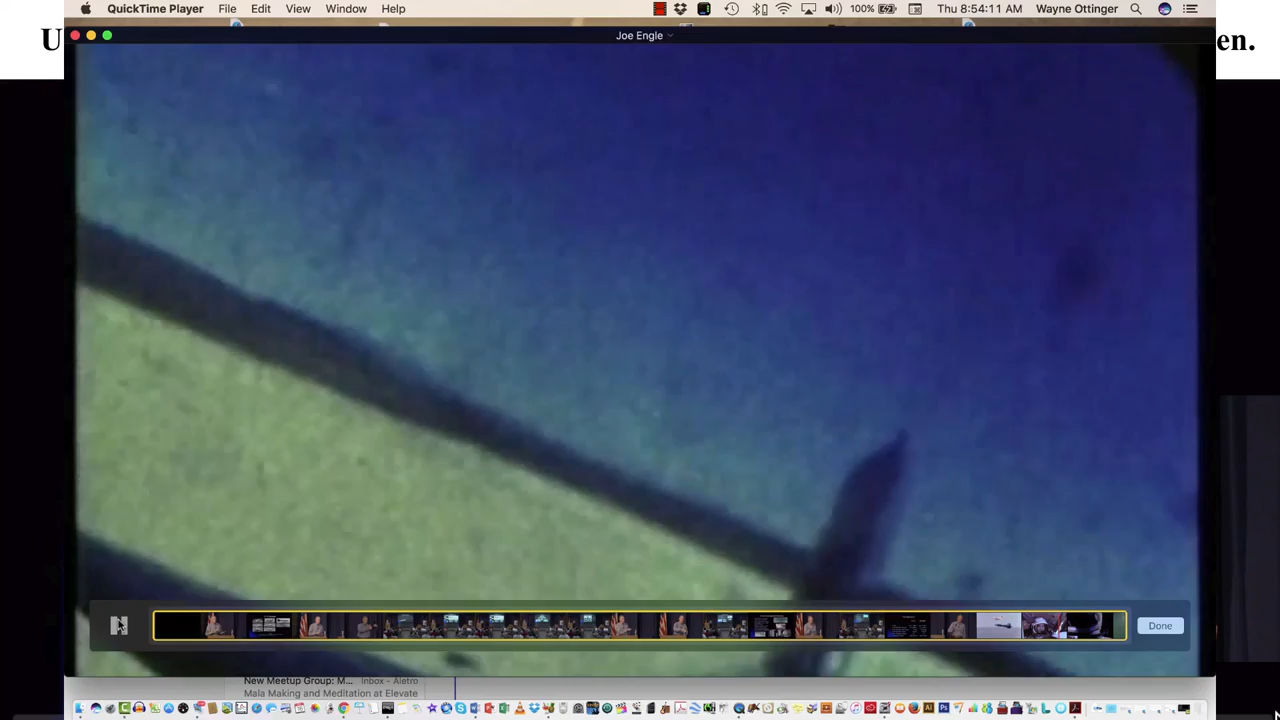 QuickTime Player File Edit View Window Help 100% Thu 8:54:11 AM Wayne Ottinger
U
Joe Engle
en.
Done
New Meetup Group: M... Inbox - Aletro
Mala Making and Meditation at Elevate